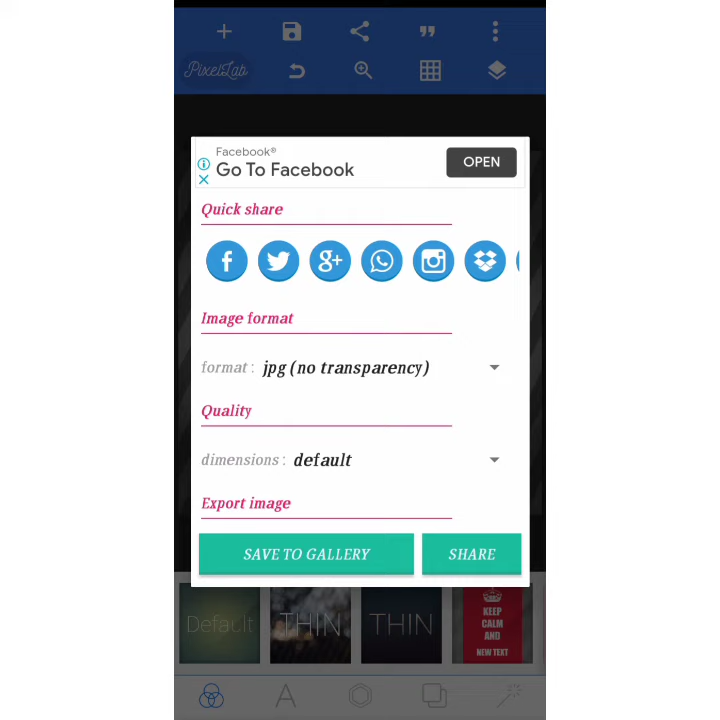 PixelLab
Facebook®
Go To Facebook
OPEN
Quick share
Image format
format : jpg (no transparency)
Quality
dimensions : default
Export image
SAVE TO GALLERY
SHARE
Default
THIN
THIN
KEEP
CALM
AND
NEW TEXT
A